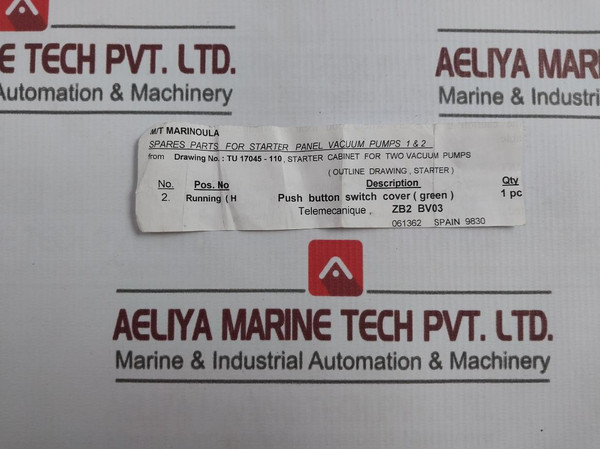 E TECH PVT. LTD.
Automation & Machinery
AELIYA MARI
Marine & Industri
M/T MARINOULA
SPARES PARTS FOR STARTER PANEL VACUUM PUMPS 1 & 2
from Drawing No. : TU 17045 - 110 , STARTER CABINET FOR TWO VACUUM PUMPS
( OUTLINE DRAWING , STARTER )
No. Pos. No Description Qty
2. Running ( H Push button switch cover ( green ) 1 pc
Telemecanique , ZB2 BV03
061362 SPAIN 9830
AELIYA MARINE TECH PVT. LTD.
Marine & Industrial Automation & Machinery